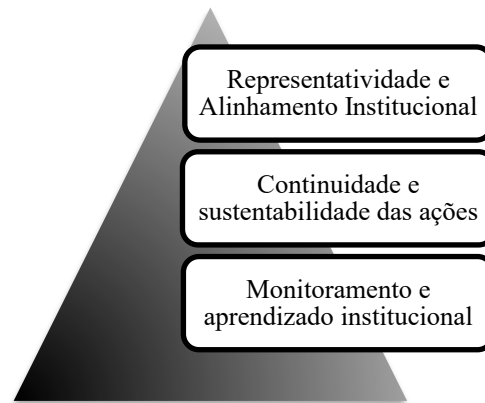 Representatividade e
Alinhamento Institucional
Continuidade e
sustentabilidade das ações
Monitoramento e
aprendizado institucional